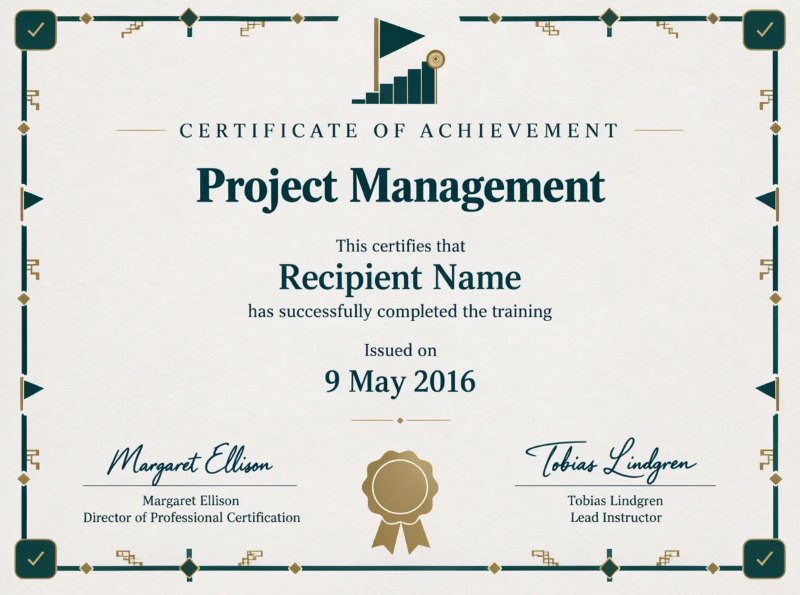 CERTIFICATE OF ACHIEVEMENT
Project Management
This certifies that
Recipient Name
has successfully completed the training
Issued on
9 May 2016
Margaret Ellison
Margaret Ellison
Director of Professional Certification
Tobias Lindgren
Tobias Lindgren
Lead Instructor